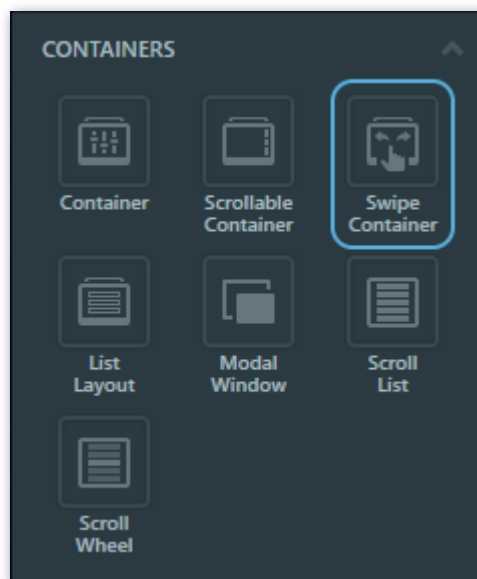 CONTAINERS
Container
Scrollable
Container
Swipe
Container
List
Layout
Modal
Window
Scroll
List
Scroll
Wheel